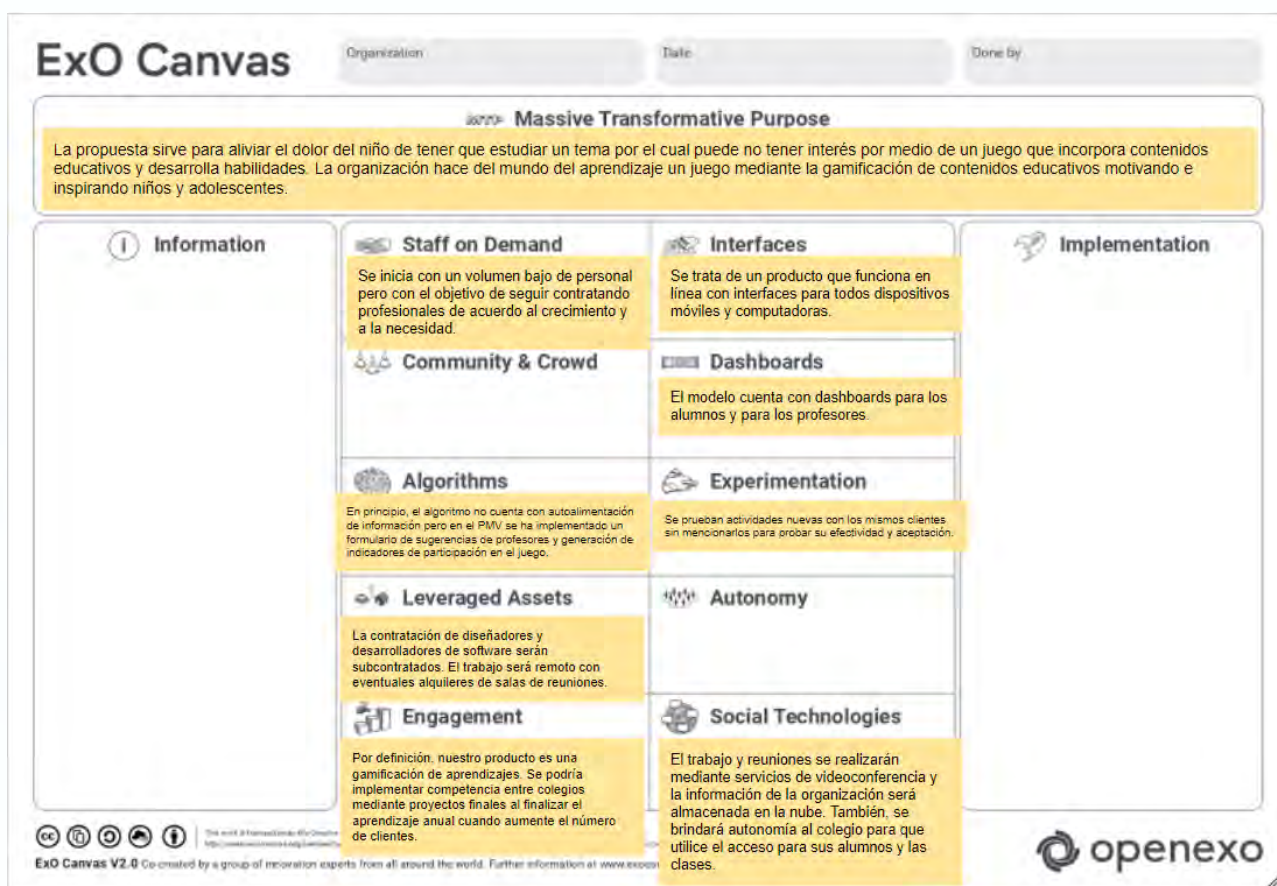 ExO Canvas
Organization
Date
Done by
Massive Transformative Purpose
La propuesta sirve para aliviar el dolor del niño de tener que estudiar un tema por el cual puede no tener interés por medio de un juego que incorpora contenidos
educativos y desarrolla habilidades. La organización hace del mundo del aprendizaje un juego mediante la gamificación de contenidos educativos motivando e
inspirando niños y adolescentes.
Information
Staff on Demand
Se inicia con un volumen bajo de personal
pero con el objetivo de seguir contratando
profesionales de acuerdo al crecimiento y
a la necesidad.
Interfaces
Se trata de un producto que funciona en
línea con interfaces para todos dispositivos
móviles y computadoras.
Implementation
Community & Crowd
Dashboards
El modelo cuenta con dashboards para los
alumnos y para los profesores.
Algorithms
En principio, el algoritmo no cuenta con autoalimentación
de información pero en el PMV se ha implementado un
formulario de sugerencias de profesores y generación de
indicadores de participación en el juego.
Experimentation
Se prueban actividades nuevas con los mismos clientes
sin mencionarlos para probar su efectividad y aceptación.
Leveraged Assets
La contratación de diseñadores y
desarrolladores de software serán
subcontratados. El trabajo será remoto con
eventuales alquileres de salas de reuniones.
Autonomy
Engagement
Por definición, nuestro producto es una
gamificación de aprendizajes. Se podría
implementar competencia entre colegios
mediante proyectos finales al finalizar el
aprendizaje anual cuando aumente el número
de clientes.
Social Technologies
El trabajo y reuniones se realizarán
mediante servicios de videoconferencia y
la información de la organización será
almacenada en la nube. También, se
brindará autonomía al colegio para que
utilice el acceso para sus alumnos y las
clases.
ExO Canvas V2.0 Co-created by a group of innovation experts from all around the world. Further information at
openexo